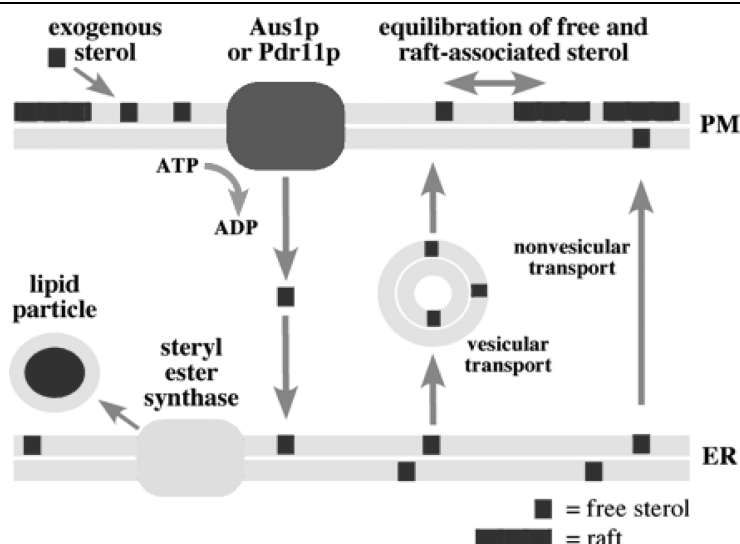 exogenous
sterol
Aus1p
or Pdr11p
equilibration of free and
raft-associated sterol
PM
ATP
ADP
nonvesicular
transport
lipid
particle
steryl
ester
synthase
vesicular
transport
ER
= free sterol
= raft